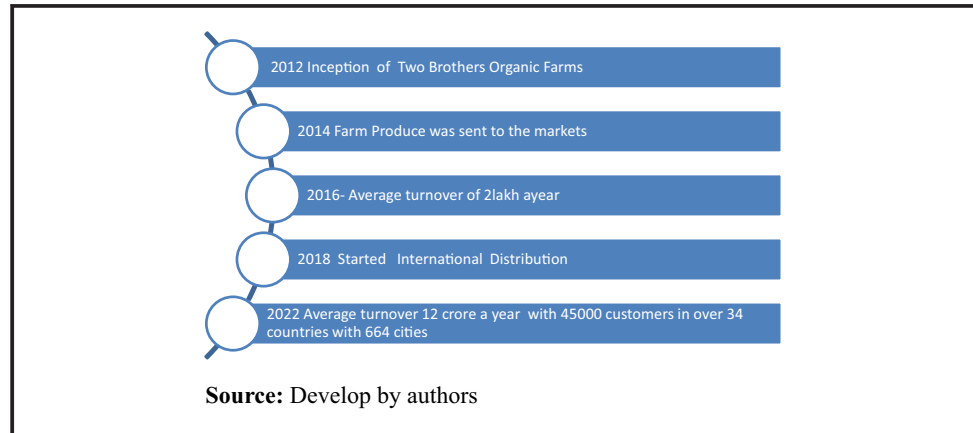 2012 Inception of Two Brothers Organic Farms
2014 Farm Produce was sent to the markets
2016- Average turnover of 2lakh ayear
2018 Started International Distribution
2022 Average turnover 12 crore a year with 45000 customers in over 34
countries with 664 cities
Source: Develop by authors